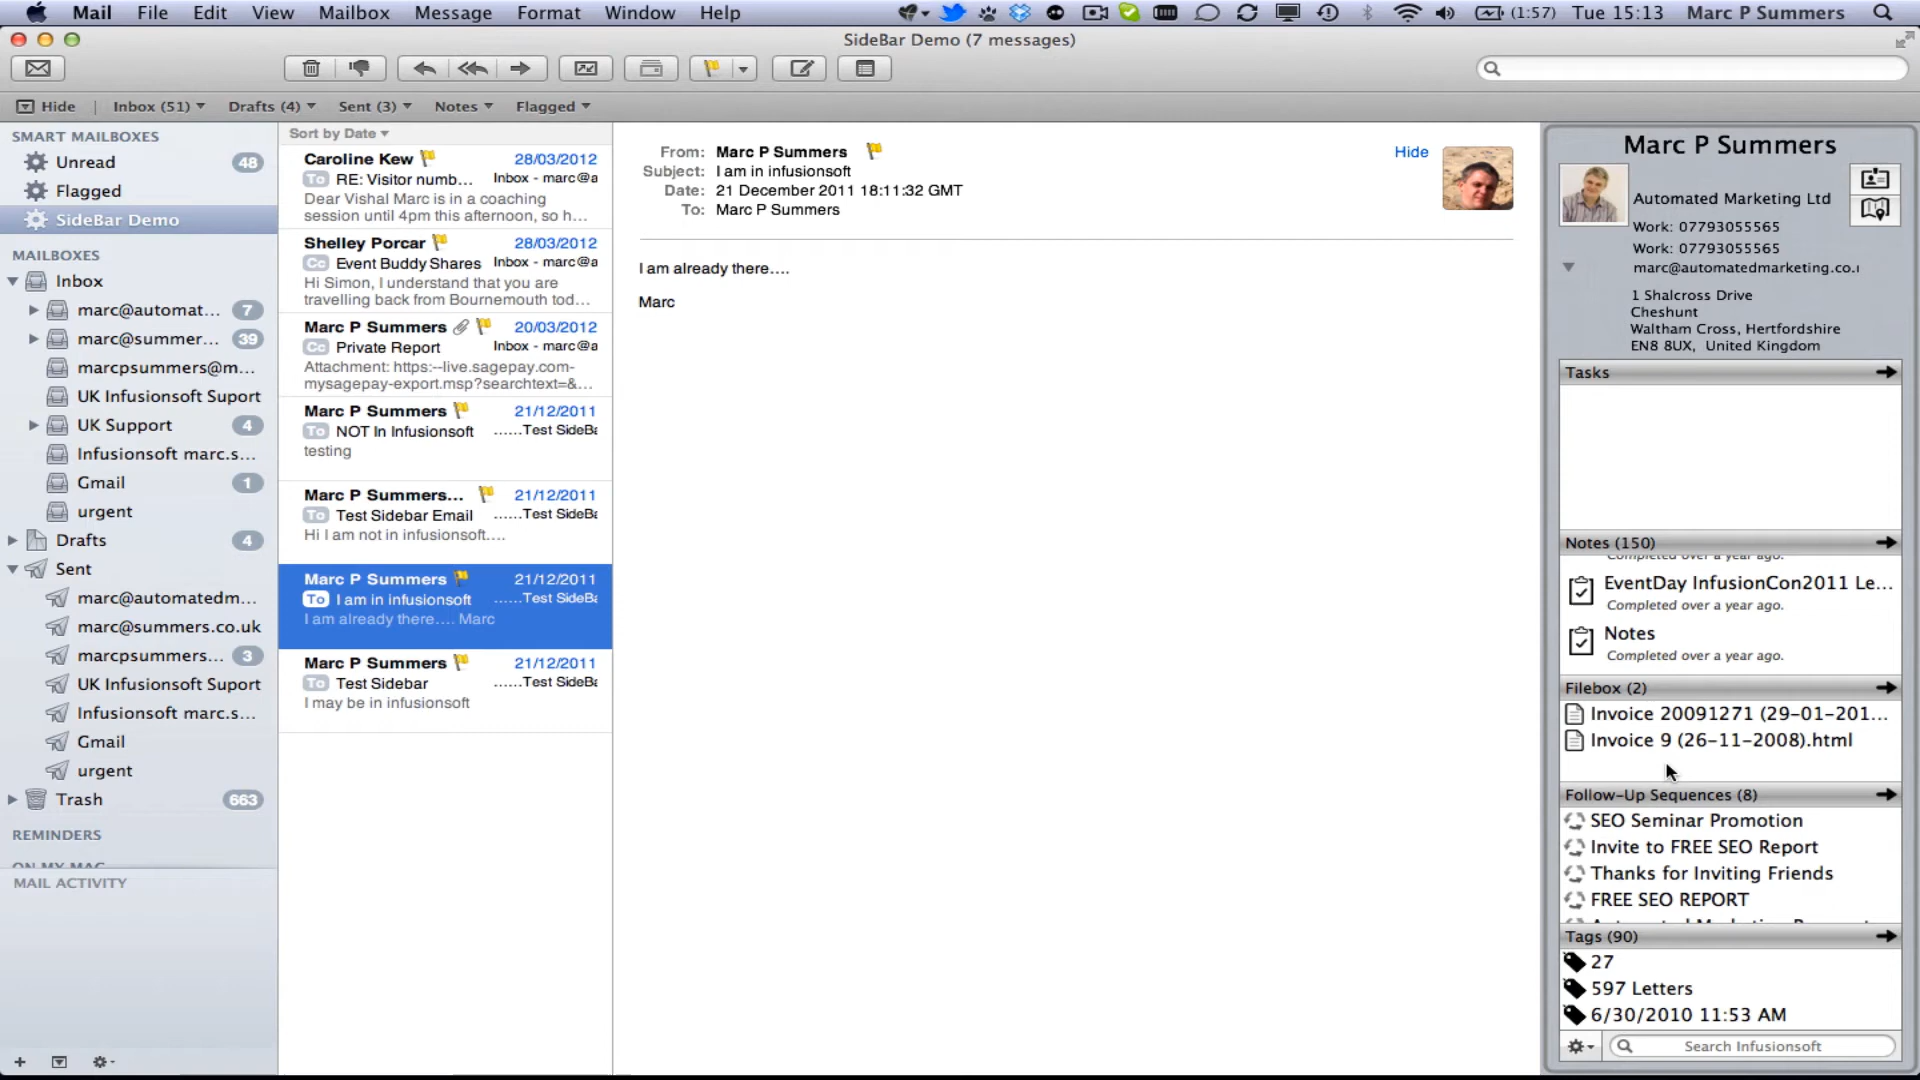 Mail File Edit View Mailbox Message Format Window Help (1:57) Tue 15:13 Marc P Summers
SideBar Demo (7 messages)
Hide Inbox (51) Drafts (4) Sent (3) Notes Flagged
SMART MAILBOXES
Unread 48
Flagged
SideBar Demo
MAILBOXES
Inbox
marc@automat... 7
marc@summer... 39
marcpsummers@m...
UK Infusionsoft Suport
UK Support 4
Infusionsoft marc.s...
Gmail 1
urgent
Drafts 4
Sent
marc@automatedm...
marc@summers.co.uk
marcpsummers... 3
UK Infusionsoft Suport
Infusionsoft marc.s...
Gmail
urgent
Trash 663
REMINDERS
ON MY MAC
MAIL ACTIVITY
Sort by Date
Caroline Kew 28/03/2012
To RE: Visitor numb... Inbox - marc@a
Dear Vishal Marc is in a coaching
session until 4pm this afternoon, so h...
Shelley Porcar 28/03/2012
Cc Event Buddy Shares Inbox - marc@a
Hi Simon, I understand that you are
travelling back from Bournemouth tod...
Marc P Summers 20/03/2012
Cc Private Report Inbox - marc@a
Attachment: https:--live.sagepay.com-
mysagepay-export.msp?searchtext=&...
Marc P Summers 21/12/2011
To NOT In Infusionsoft ......Test SideBa
testing
Marc P Summers... 21/12/2011
To Test Sidebar Email ......Test SideBa
Hi I am not in infusionsoft....
Marc P Summers 21/12/2011
To I am in infusionsoft ......Test SideBa
I am already there.... Marc
Marc P Summers 21/12/2011
To Test Sidebar ......Test SideBa
I may be in infusionsoft
From: Marc P Summers Hide
Subject: I am in infusionsoft
Date: 21 December 2011 18:11:32 GMT
To: Marc P Summers
I am already there....
Marc
Marc P Summers
Automated Marketing Ltd
Work: 07793055565
Work: 07793055565
marc@automatedmarketing.co.
1 Shalcross Drive
Cheshunt
Waltham Cross, Hertfordshire
EN8 8UX, United Kingdom
Tasks
Notes (150)
Completed over a year ago.
EventDay InfusionCon2011 Le...
Completed over a year ago.
Notes
Completed over a year ago.
Filebox (2)
Invoice 20091271 (29-01-201...
Invoice 9 (26-11-2008).html
Follow-Up Sequences (8)
SEO Seminar Promotion
Invite to FREE SEO Report
Thanks for Inviting Friends
FREE SEO REPORT
Tags (90)
27
597 Letters
6/30/2010 11:53 AM
Search Infusionsoft